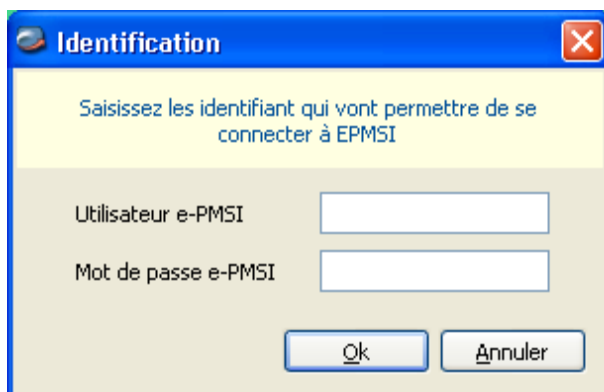 Identification
Saisissez les identifiant qui vont permettre de se
connecter à EPMSI
Utilisateur e-PMSI
Mot de passe e-PMSI
Ok
Annuler